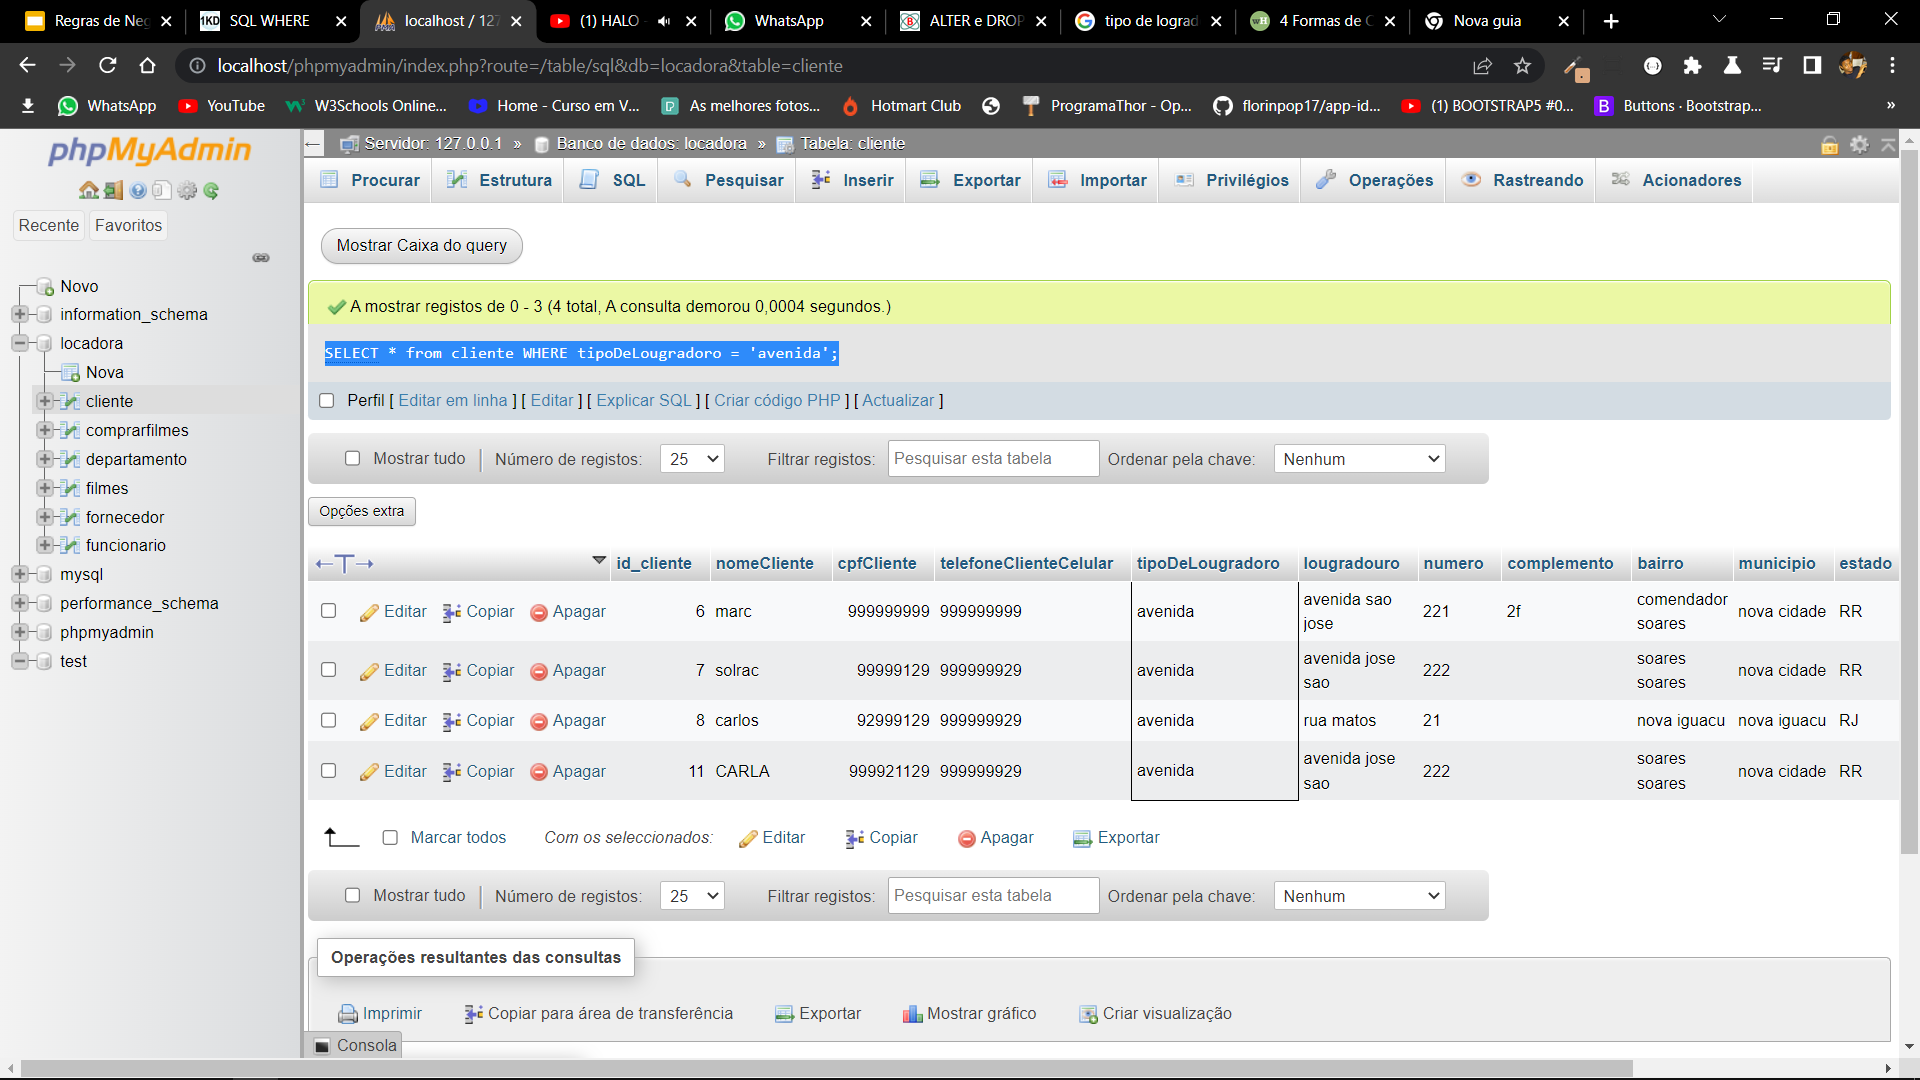 Regras de Neg
SQL WHERE
localhost / 127
(1) HALO
WhatsApp
ALTER e DROP
tipo de lograd
4 Formas de C
Nova guia
localhost/phpmyadmin/index.php?route=/table/sql&db=locadora&table=cliente
WhatsApp
YouTube
W3Schools Online...
Home - Curso em V...
As melhores fotos...
Hotmart Club
ProgramaThor - Op...
florinpop17/app-id...
(1) BOOTSTRAP5 #0...
Buttons · Bootstrap...
»
phpMyAdmin
Recente
Favoritos
Novo
information_schema
locadora
Nova
cliente
comprarfilmes
departamento
filmes
fornecedor
funcionario
mysql
performance_schema
phpmyadmin
test
Servidor: 127.0.0.1 » Banco de dados: locadora » Tabela: cliente
Procurar Estrutura SQL Pesquisar Inserir Exportar Importar Privilégios Operações Rastreando Acionadores
Mostrar Caixa do query
A mostrar registos de 0 - 3 (4 total, A consulta demorou 0,0004 segundos.)
SELECT * from cliente WHERE tipoDeLougradoro = 'avenida';
Perfil [ Editar em linha ] [ Editar ] [ Explicar SQL ] [ Criar código PHP ] [ Actualizar ]
Mostrar tudo | Número de registos: 25 Filtrar registos: Pesquisar esta tabela Ordenar pela chave: Nenhum
Opções extra
id_cliente nomeCliente cpfCliente telefoneClienteCelular tipoDeLougradoro lougradouro numero complemento bairro municipio estado
Editar Copiar Apagar 6 marc 999999999 999999999 avenida avenida sao jose 221 2f comendador soares nova cidade RR
Editar Copiar Apagar 7 solrac 99999129 999999929 avenida avenida jose sao 222 soares soares nova cidade RR
Editar Copiar Apagar 8 carlos 92999129 999999929 avenida rua matos 21 nova iguacu nova iguacu RJ
Editar Copiar Apagar 11 CARLA 999921129 999999929 avenida avenida jose sao 222 soares soares nova cidade RR
Marcar todos Com os seleccionados: Editar Copiar Apagar Exportar
Mostrar tudo | Número de registos: 25 Filtrar registos: Pesquisar esta tabela Ordenar pela chave: Nenhum
Operações resultantes das consultas
Imprimir Copiar para área de transferência Exportar Mostrar gráfico Criar visualização
Consola